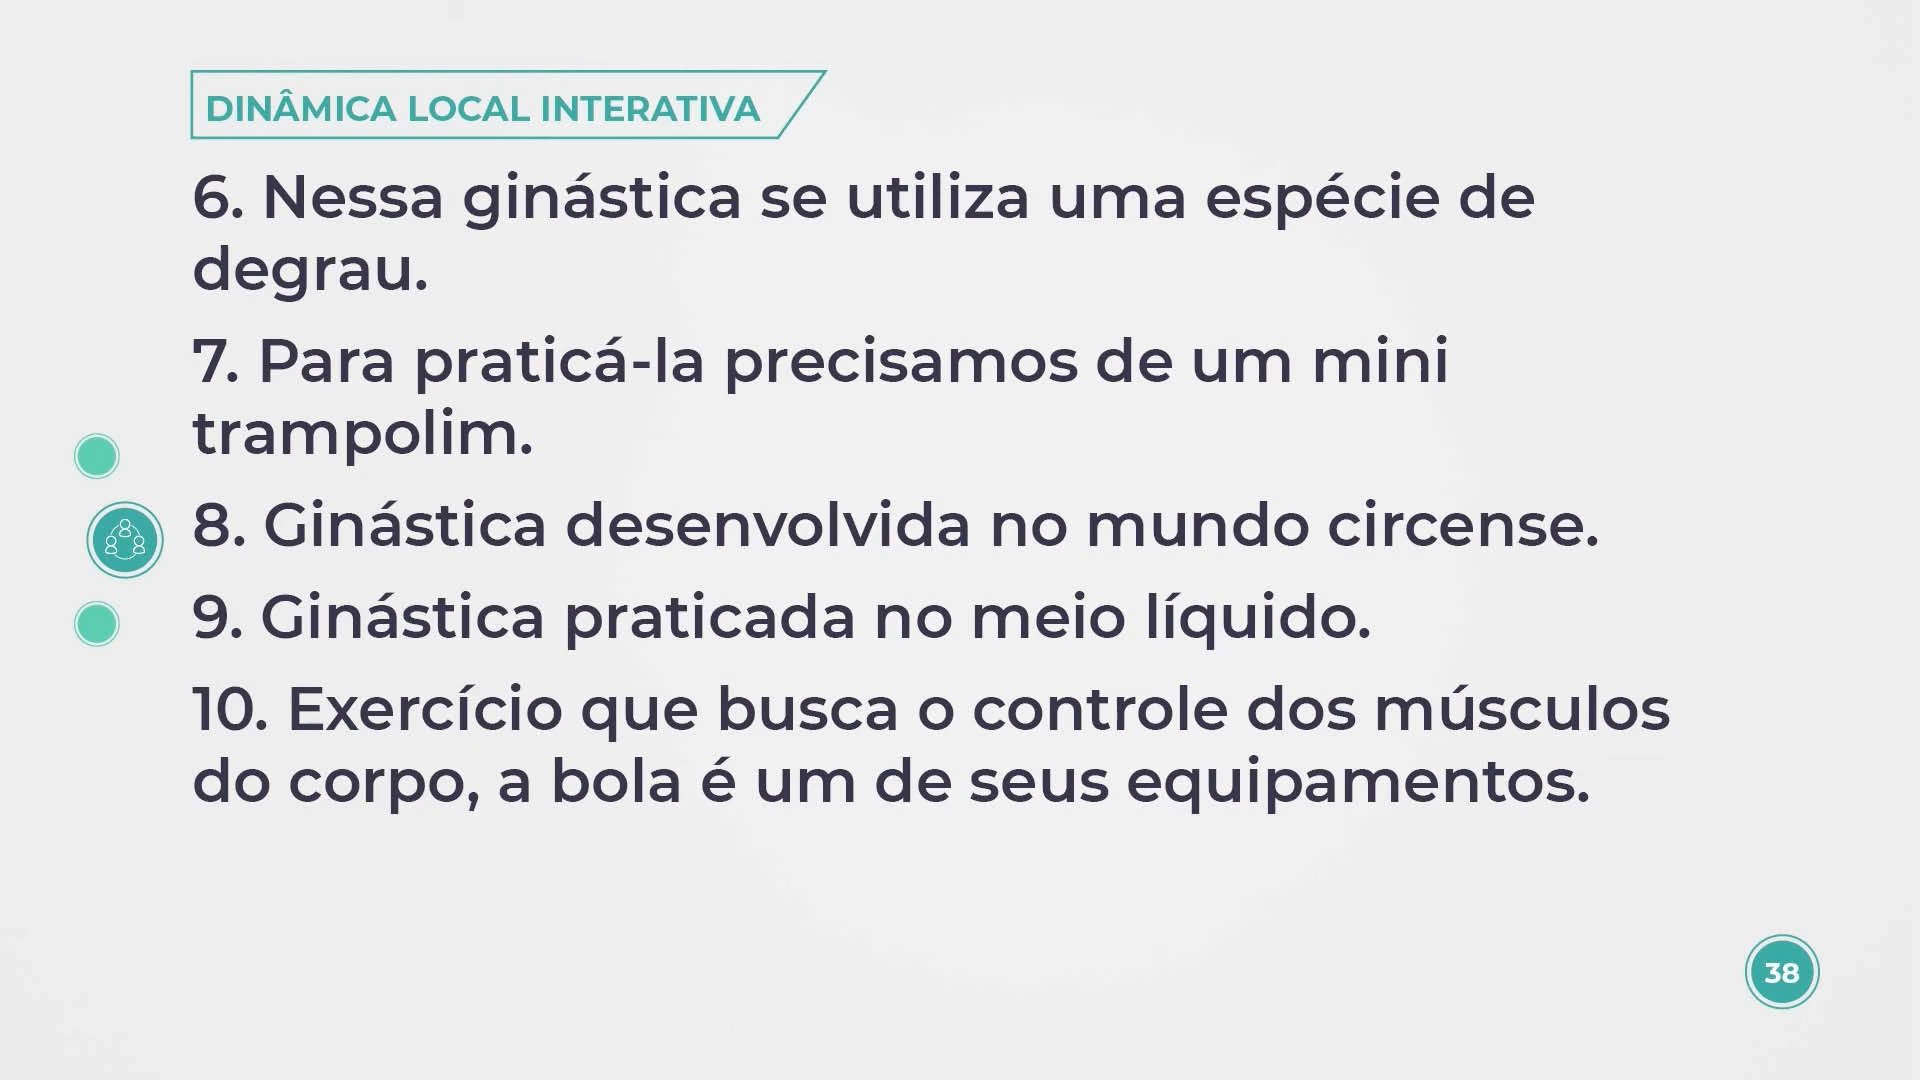 DINÂMICA LOCAL INTERATIVA
6. Nessa ginástica se utiliza uma espécie de
degrau.
7. Para praticá-la precisamos de um mini
trampolim.
8. Ginástica desenvolvida no mundo circense.
9. Ginástica praticada no meio líquido.
10. Exercício que busca o controle dos músculos
do corpo, a bola é um de seus equipamentos.
38